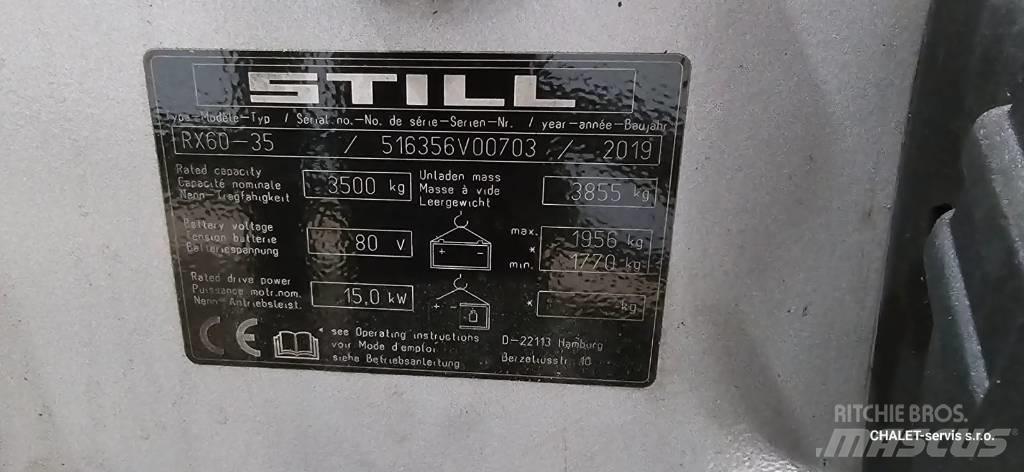 STILL
Type-Modèle-Typ / Serial no.-No. de série-Serien-Nr. / year-année-Baujahr
RX60-35 / 516356V00703 / 2019
Rated capacity
Capacité nominale
Nenn-Tragfähigkeit
3500 kg
Unladen mass
Masse à vide
Leergewicht
3855 kg
Battery voltage
Tension batterie
Batteriespannung
80 V
+ -
max. 1956 kg
*
min. 1770 kg
Rated drive power
Puissance motr.nom.
Nenn-Antriebsleist.
15.0 kW
+ -
* - kg
CE
* see Operating instructions
voir Mode d'emploi
siehe Betriebsanleitung
D-22113 Hamburg
Berzeliusstr. 10
RITCHIE BROS.
MASCUS
CHALET-servis s.r.o.